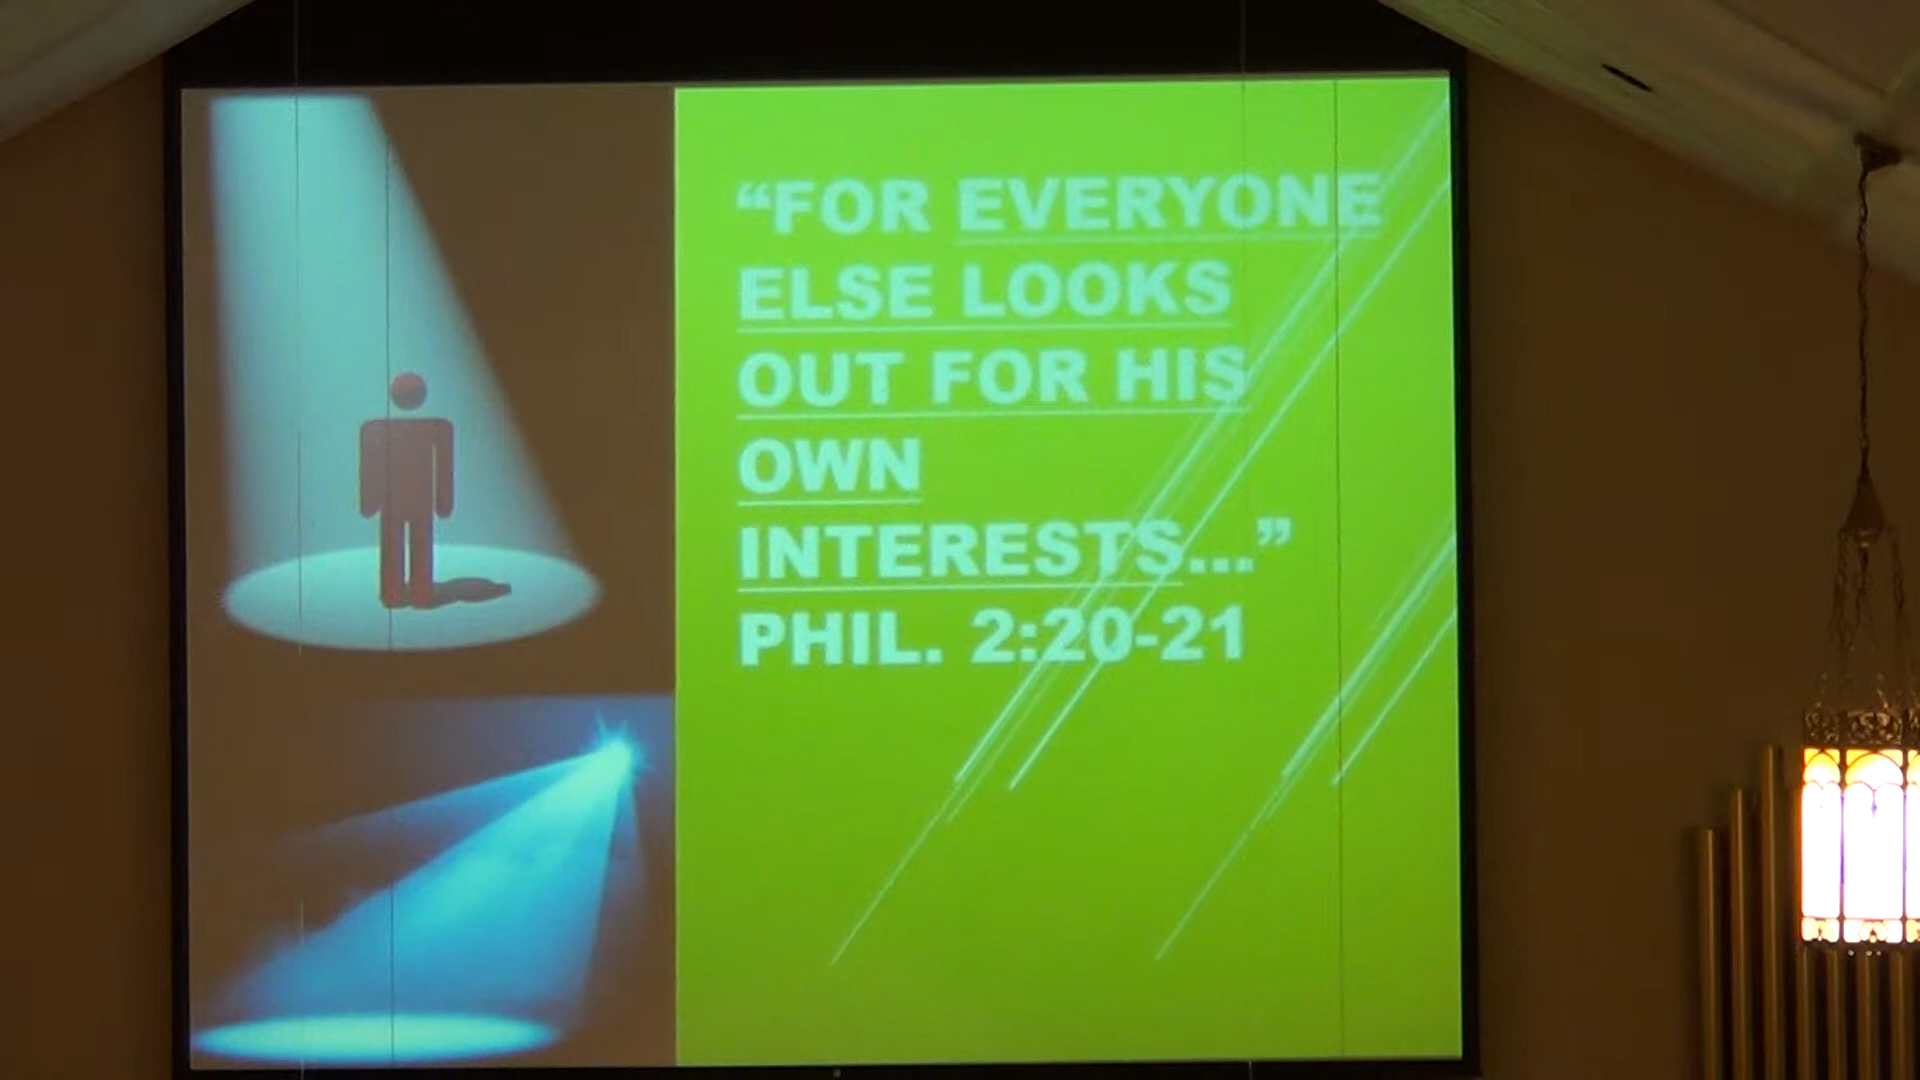 “FOR EVERYONE
ELSE LOOKS
OUT FOR HIS
OWN
INTERESTS...”
PHIL. 2:20-21